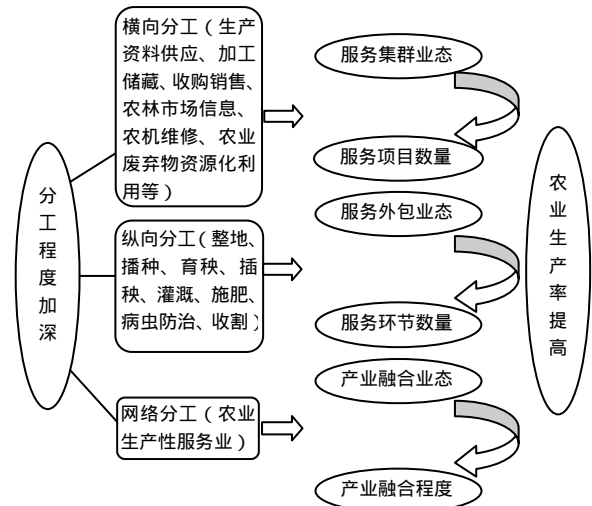 分
工
程
度
加
深
横向分工（生产
资料供应、加工
储藏、收购销售、
农林市场信息、
农机维修、农业
废弃物资源化利
用等）
纵向分工（整地、
播种、育秧、插
秧、灌溉、施肥、
病虫防治、收割）
网络分工（农业
生产性服务业）
服务集群业态
服务项目数量
服务外包业态
服务环节数量
产业融合业态
产业融合程度
农
业
生
产
率
提
高